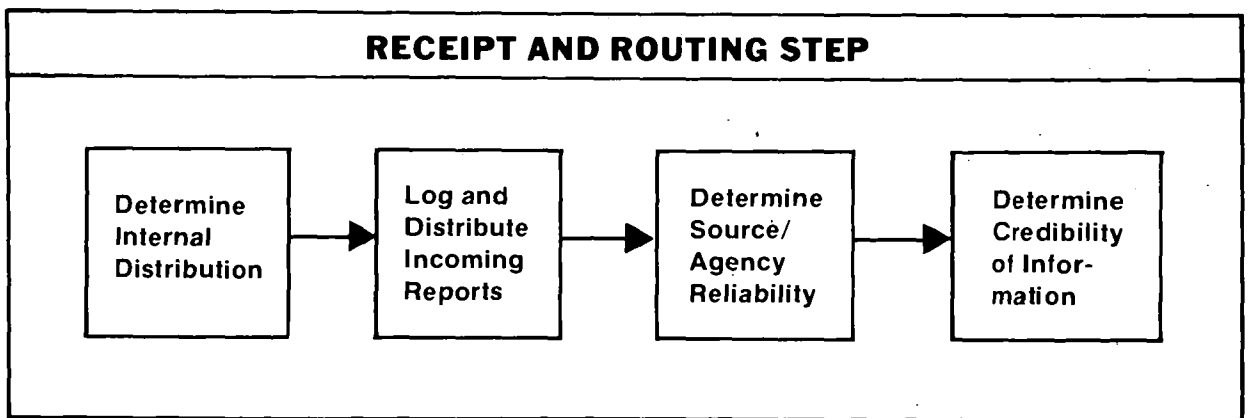 RECEIPT AND ROUTING STEP
Determine
Internal
Distribution
Log and
Distribute
Incoming
Reports
Determine
Source/
Agency
Reliability
Determine
Credibility
of Infor-
mation